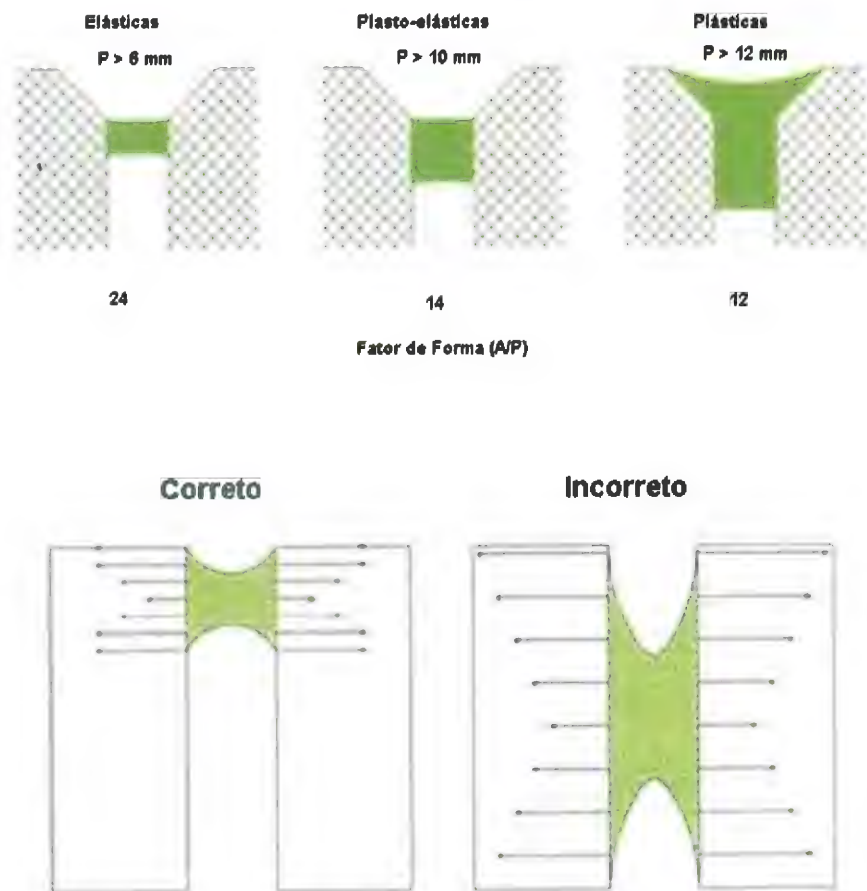 Elásticas Plasto-elásticas Plásticas
P > 6 mm P > 10 mm P > 12 mm
24 14 12
Fator de Forma (A/P)
Correto Incorreto